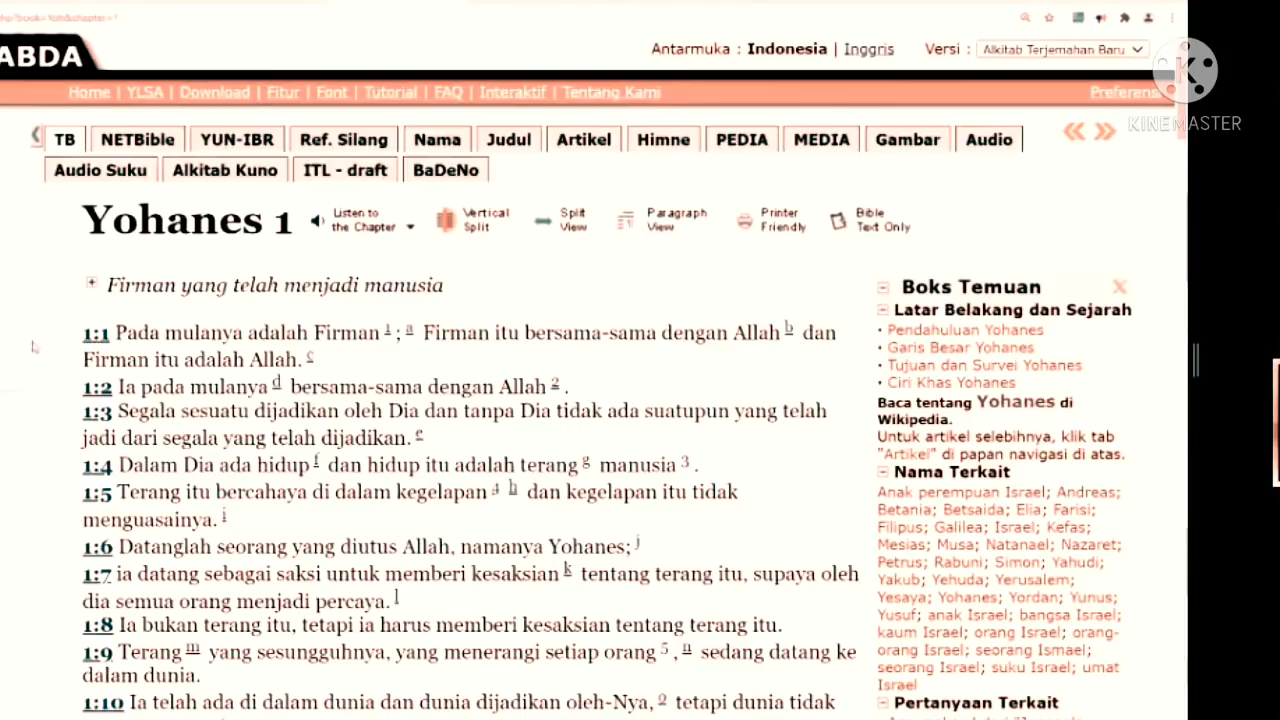 hp?book=Yoh&chapter=1
ABDA
Antarmuka : Indonesia | Inggris Versi : Alkitab Terjemahan Baru
KINEMASTER
Home | YLSA | Download | Fitur | Font | Tutorial | FAQ | Interaktif | Tentang Kami Preferensi
TB NETBible YUN-IBR Ref. Silang Nama Judul Artikel Himne PEDIA MEDIA Gambar Audio
Audio Suku Alkitab Kuno ITL - draft BaDeNo
Yohanes 1
Listen to
the Chapter
Vertical
Split
Split
View
Paragraph
View
Printer
Friendly
Bible
Text Only
Firman yang telah menjadi manusia
1:1 Pada mulanya adalah Firman 1 ; a Firman itu bersama-sama dengan Allah b dan
Firman itu adalah Allah. c
1:2 Ia pada mulanya d bersama-sama dengan Allah 2 .
1:3 Segala sesuatu dijadikan oleh Dia dan tanpa Dia tidak ada suatupun yang telah
jadi dari segala yang telah dijadikan. e
1:4 Dalam Dia ada hidup f dan hidup itu adalah terang g manusia 3 .
1:5 Terang itu bercahaya di dalam kegelapan 4 h dan kegelapan itu tidak
menguasainya. i
1:6 Datanglah seorang yang diutus Allah, namanya Yohanes; j
1:7 ia datang sebagai saksi untuk memberi kesaksian k tentang terang itu, supaya oleh
dia semua orang menjadi percaya. l
1:8 Ia bukan terang itu, tetapi ia harus memberi kesaksian tentang terang itu.
1:9 Terang m yang sesungguhnya, yang menerangi setiap orang 5 , n sedang datang ke
dalam dunia.
1:10 Ia telah ada di dalam dunia dan dunia dijadikan oleh-Nya, o tetapi dunia tidak
Boks Temuan X
Latar Belakang dan Sejarah
• Pendahuluan Yohanes
• Garis Besar Yohanes
• Tujuan dan Survei Yohanes
• Ciri Khas Yohanes
Baca tentang Yohanes di
Wikipedia.
Untuk artikel selebihnya, klik tab
"Artikel" di papan navigasi di atas.
Nama Terkait
Anak perempuan Israel; Andreas;
Betania; Betsaida; Elia; Farisi;
Filipus; Galilea; Israel; Kefas;
Mesias; Musa; Natanael; Nazaret;
Petrus; Rabuni; Simon; Yahudi;
Yakub; Yehuda; Yerusalem;
Yesaya; Yohanes; Yordan; Yunus;
Yusuf; anak Israel; bangsa Israel;
kaum Israel; orang Israel; orang-
orang Israel; seorang Ismael;
seorang Israel; suku Israel; umat
Israel
Pertanyaan Terkait